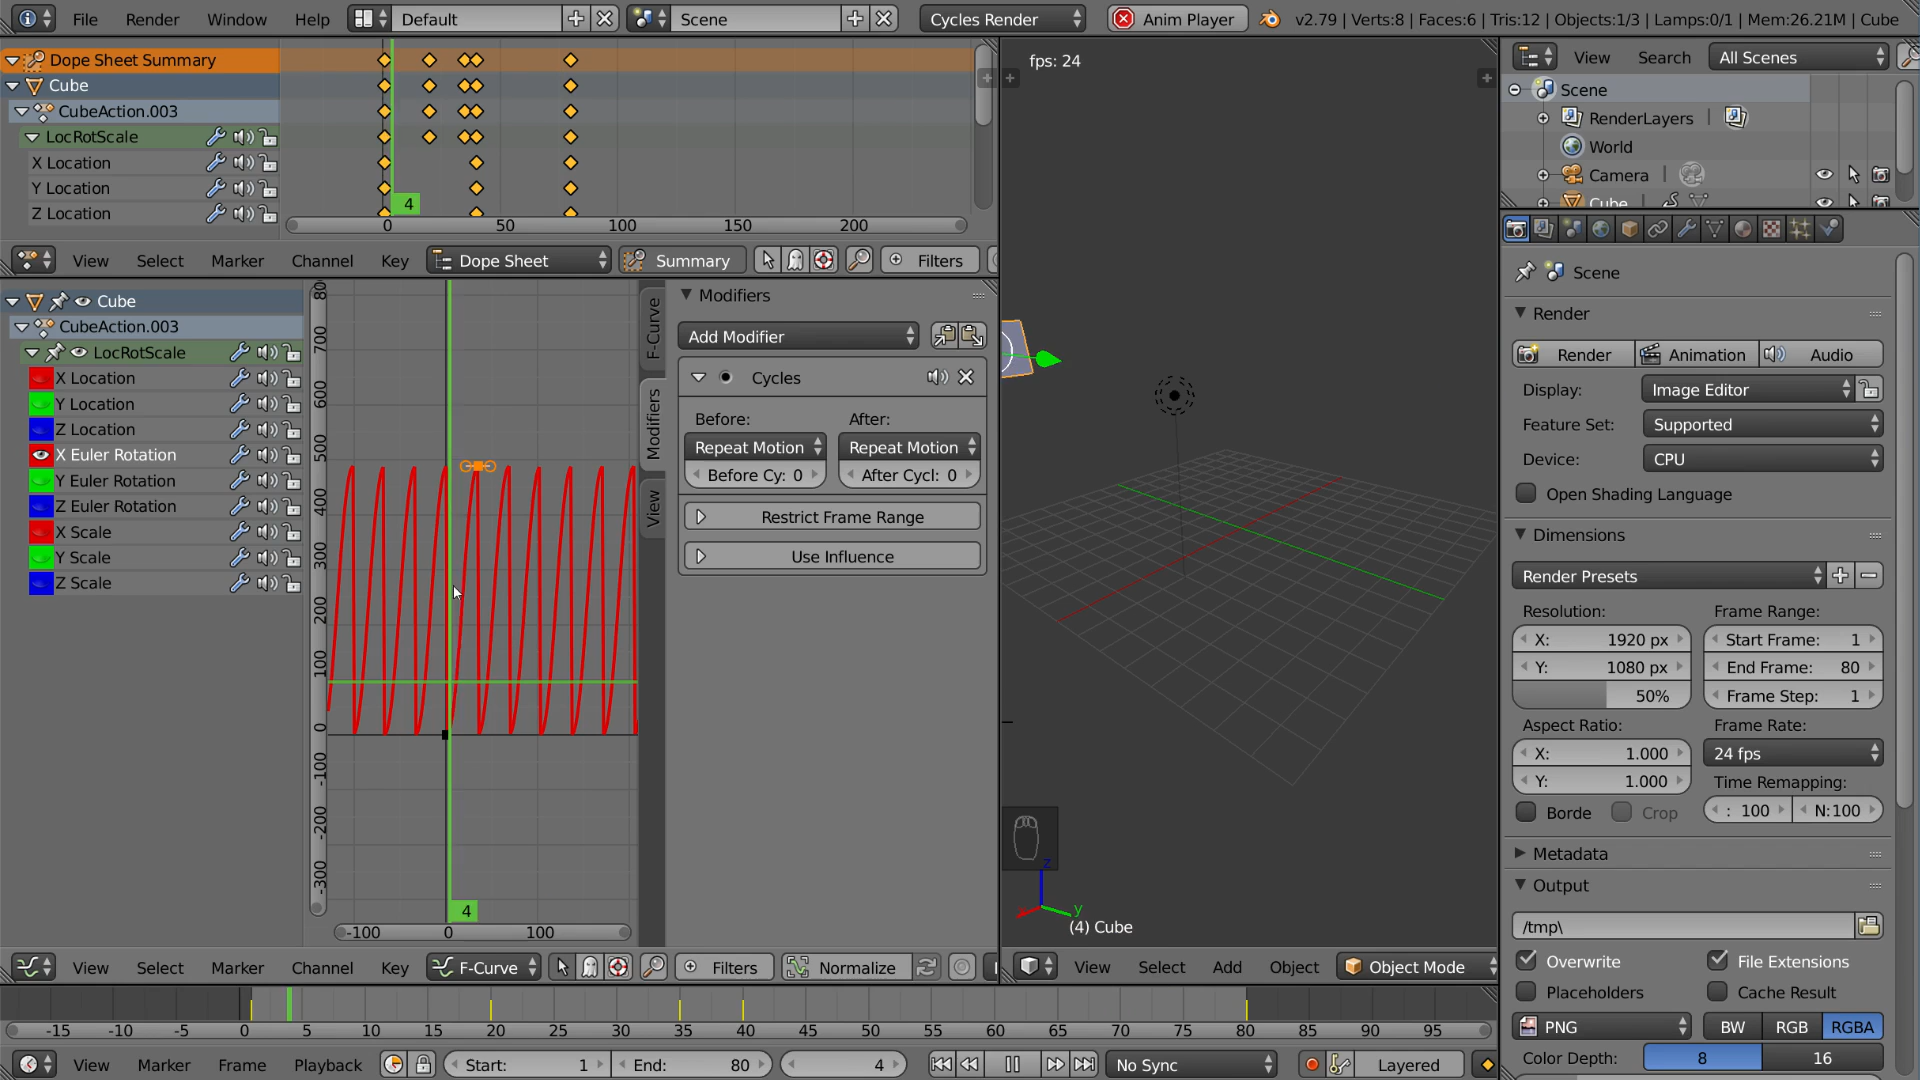 File Render Window Help Default Scene Cycles Render Anim Player v2.79 | Verts:8 | Faces:6 | Tris:12 | Objects:1/3 | Lamps:0/1 | Mem:26.21M | Cube
Dope Sheet Summary
Cube
CubeAction.003
LocRotScale
X Location
Y Location
Z Location
4
0 50 100 150 200
View Select Marker Channel Key Dope Sheet Summary Filters
Cube
CubeAction.003
LocRotScale
X Location
Y Location
Z Location
X Euler Rotation
Y Euler Rotation
Z Euler Rotation
X Scale
Y Scale
Z Scale
80
700
600
500
400
300
200
100
0
-100
-200
-300
4
-100 0 100
F-Curve
Modifiers
View
Modifiers
Add Modifier
Cycles
Before: After:
Repeat Motion Repeat Motion
Before Cy: 0 After Cycl: 0
Restrict Frame Range
Use Influence
View Select Marker Channel Key F-Curve Filters Normalize
fps: 24
z
y
(4) Cube
View Select Add Object Object Mode
View Search All Scenes
Scene
RenderLayers
World
Camera
Cube
Scene
Render
Render Animation Audio
Display: Image Editor
Feature Set: Supported
Device: CPU
Open Shading Language
Dimensions
Render Presets
Resolution: Frame Range:
X: 1920 px Start Frame: 1
Y: 1080 px End Frame: 80
50% Frame Step: 1
Aspect Ratio: Frame Rate:
X: 1.000 24 fps
Y: 1.000 Time Remapping:
Borde Crop : 100 N:100
Metadata
Output
/tmp\
Overwrite File Extensions
Placeholders Cache Result
PNG BW RGB RGBA
Color Depth: 8 16
-15 -10 -5 0 5 10 15 20 25 30 35 40 45 50 55 60 65 70 75 80 85 90 95
View Marker Frame Playback Start: 1 End: 80 4 No Sync Layered